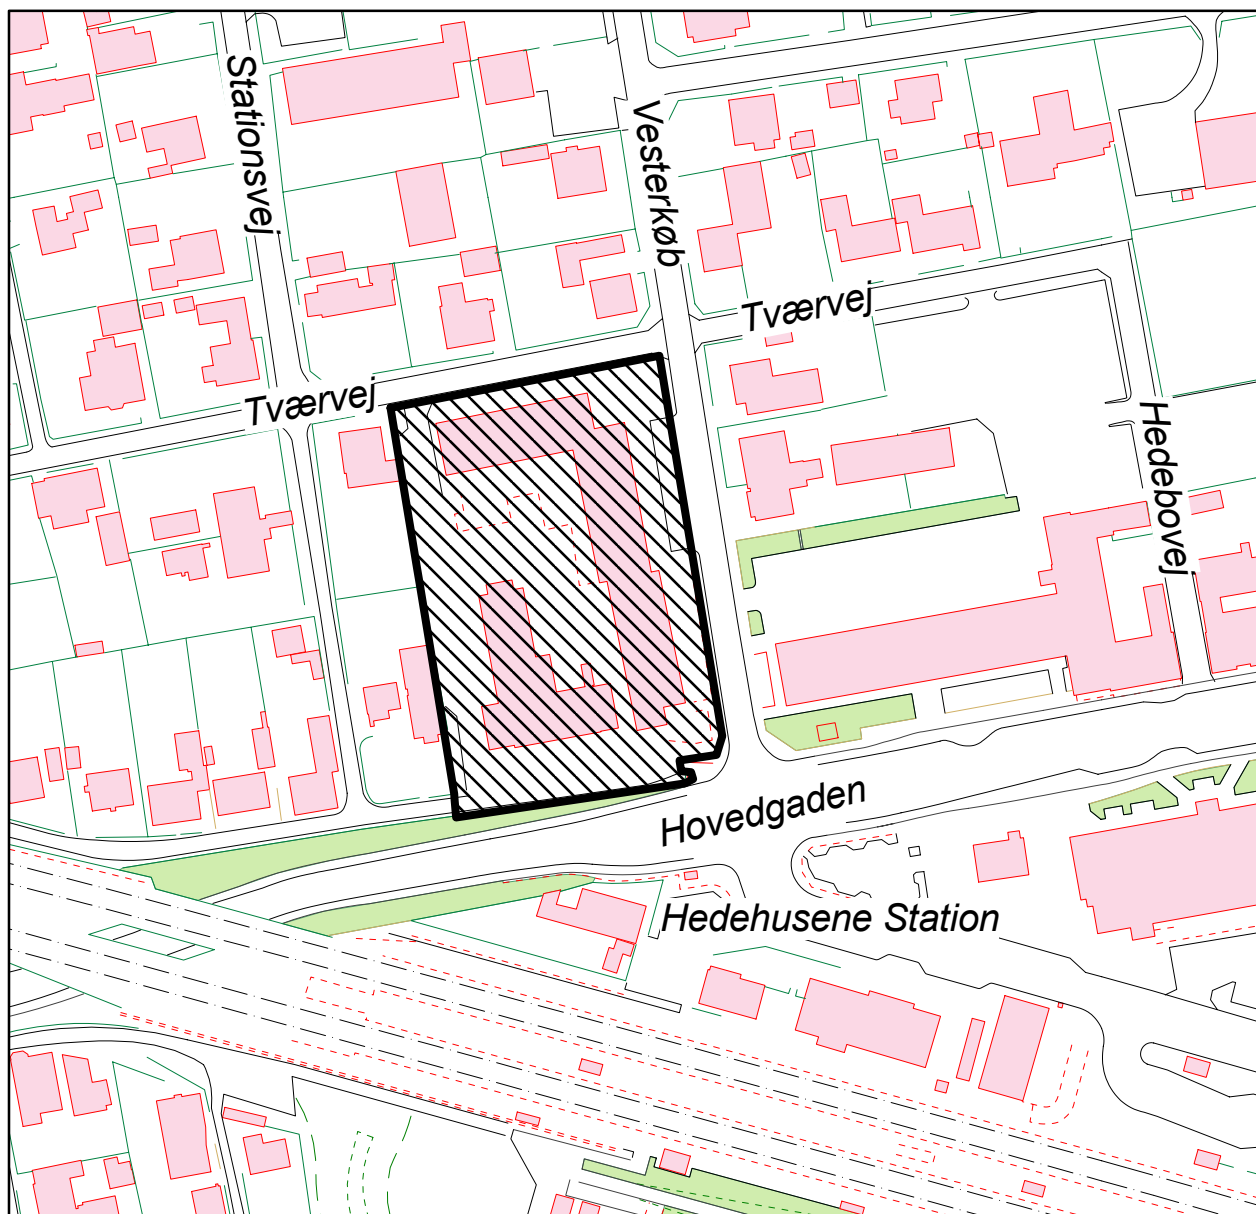 Stationsvej
Vesterkøb
Tværvej
Tværvej
Hedebovej
Hovedgaden
Hedehusene Station